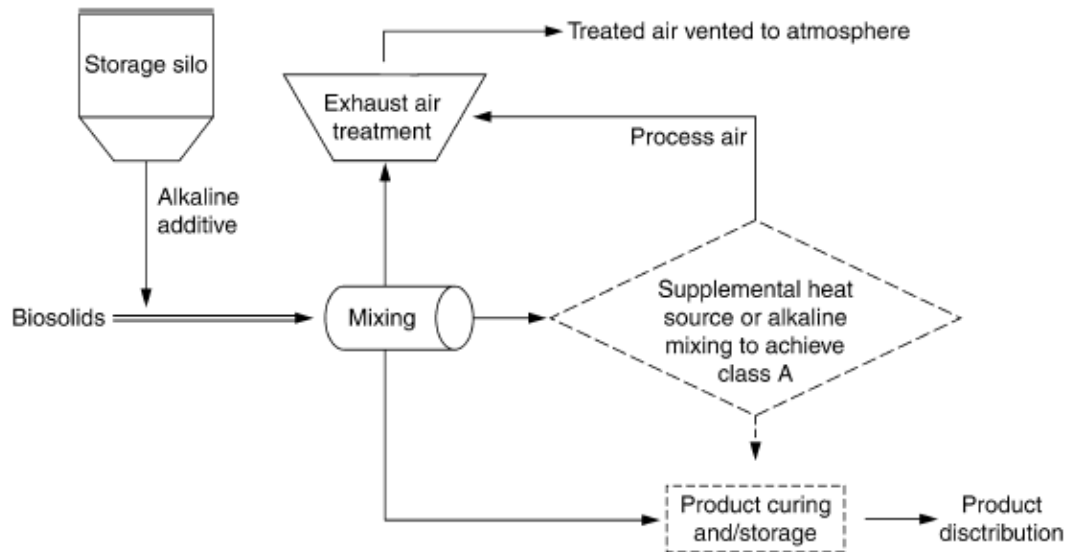 Storage silo
Treated air vented to atmosphere
Exhaust air
treatment
Process air
Alkaline
additive
Biosolids
Mixing
Supplemental heat
source or alkaline
mixing to achieve
class A
Product curing
and/storage
Product
disctribution